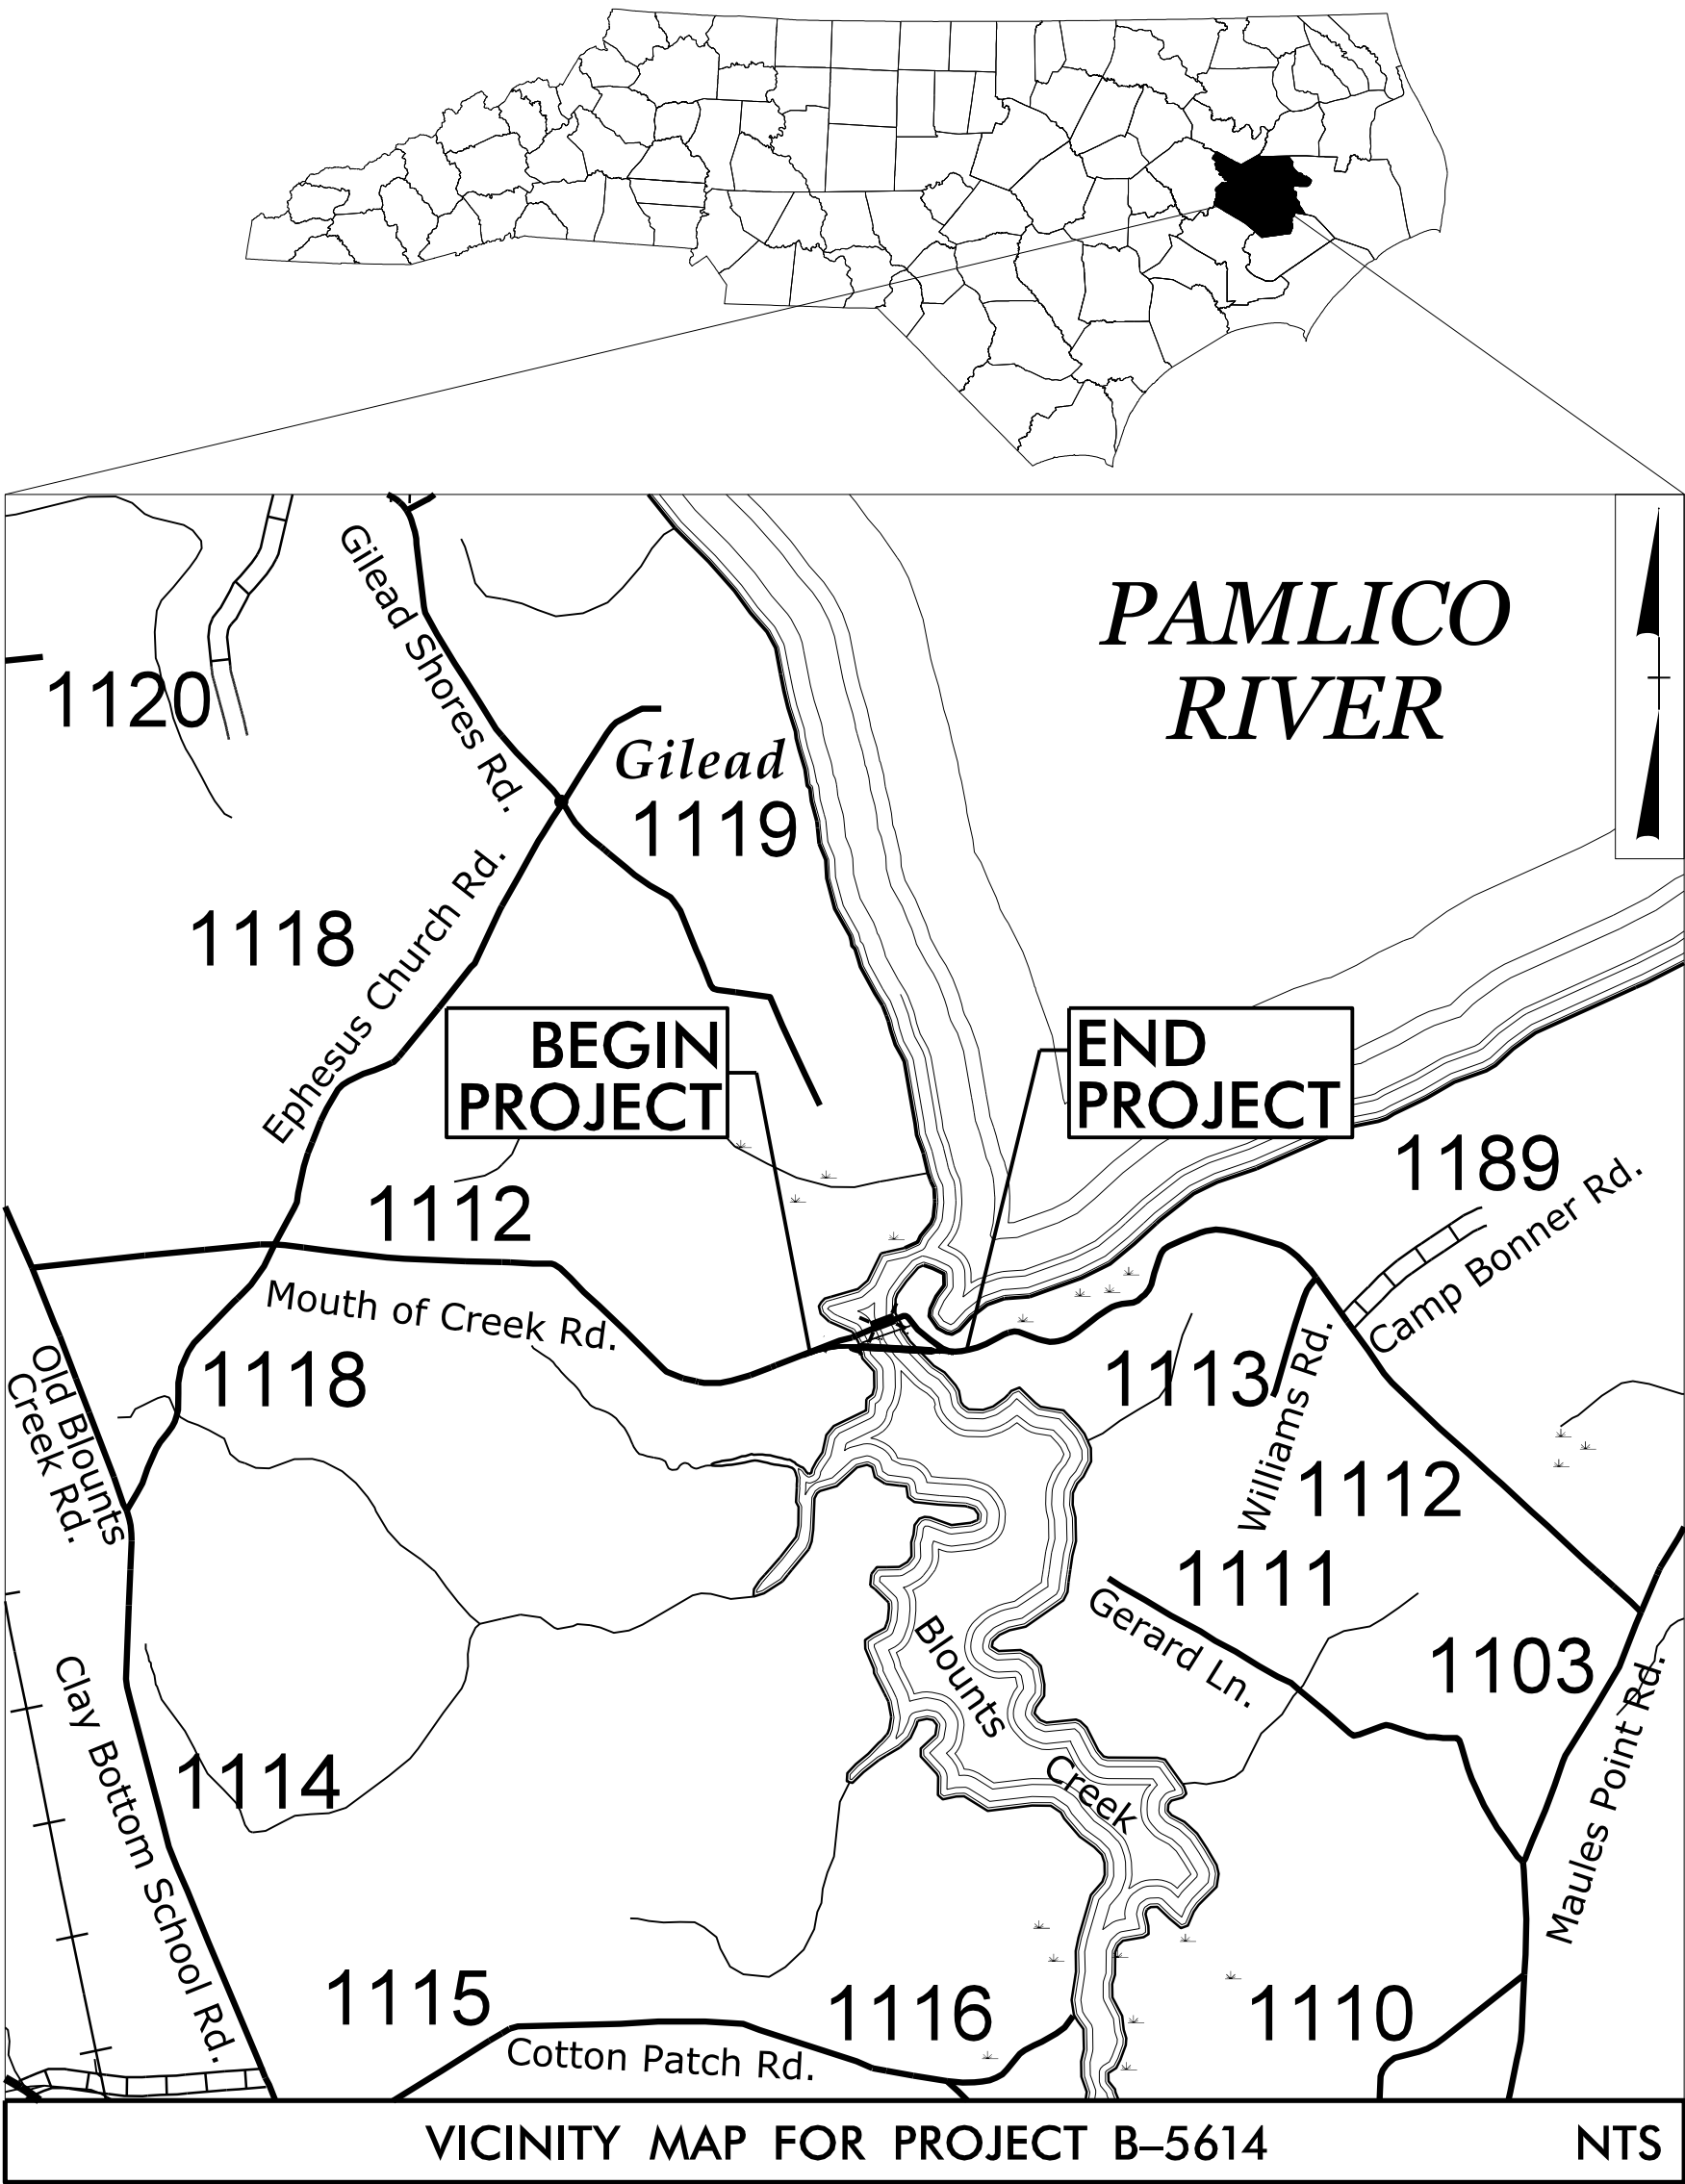 PAMLICO
RIVER
Gilead Shores Rd.
1120
Gilead
1119
Ephesus Church Rd.
1118
BEGIN
PROJECT
END
PROJECT
1189
Camp Bonner Rd.
1112
Mouth of Creek Rd.
1118
Old Blounts
Creek Rd.
1113
Williams Rd.
1112
1111
Gerard Ln.
Blounts
Creek
1103
Maules Point Rd.
Clay Bottom School Rd.
1114
1115
Cotton Patch Rd.
1116
1110
VICINITY MAP FOR PROJECT B–5614
NTS